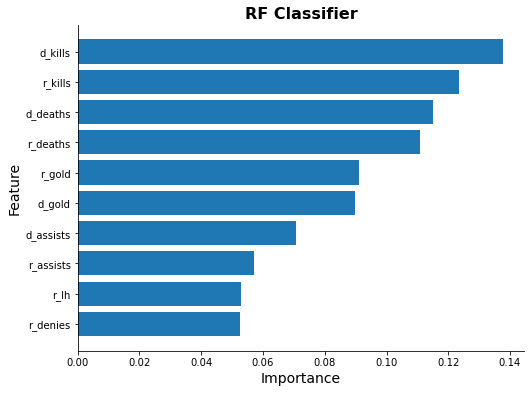 RF Classifier
Feature
d_kills
r_kills
d_deaths
r_deaths
r_gold
d_gold
d_assists
r_assists
r_lh
r_denies
0.00 0.02 0.04 0.06 0.08 0.10 0.12 0.14
Importance